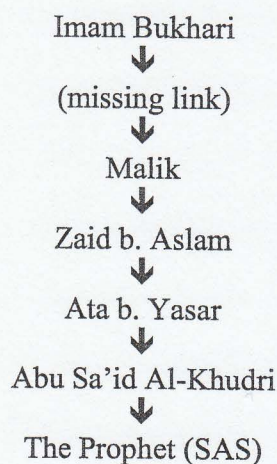 Imam Bukhari
(missing link)
Malik
Zaid b. Aslam
Ata b. Yasar
Abu Sa'id Al-Khudri
The Prophet (SAS)